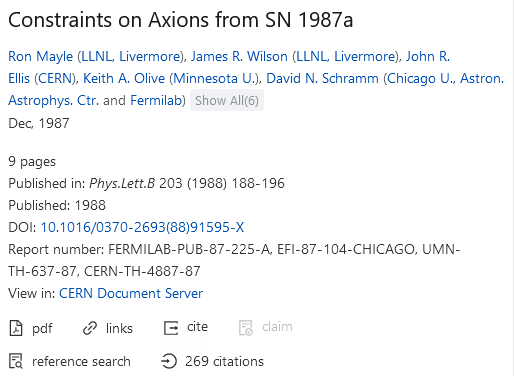 Constraints on Axions from SN 1987a
Ron Mayle (LLNL, Livermore), James R. Wilson (LLNL, Livermore), John R.
Ellis (CERN), Keith A. Olive (Minnesota U.), David N. Schramm (Chicago U., Astron.
Astrophys. Ctr. and Fermilab) Show All(6)
Dec, 1987
9 pages
Published in: Phys.Lett.B 203 (1988) 188-196
Published: 1988
DOI: 10.1016/0370-2693(88)91595-X
Report number: FERMILAB-PUB-87-225-A, EFI-87-104-CHICAGO, UMN-
TH-637-87, CERN-TH-4887-87
View in: CERN Document Server
pdf links cite claim
reference search 269 citations